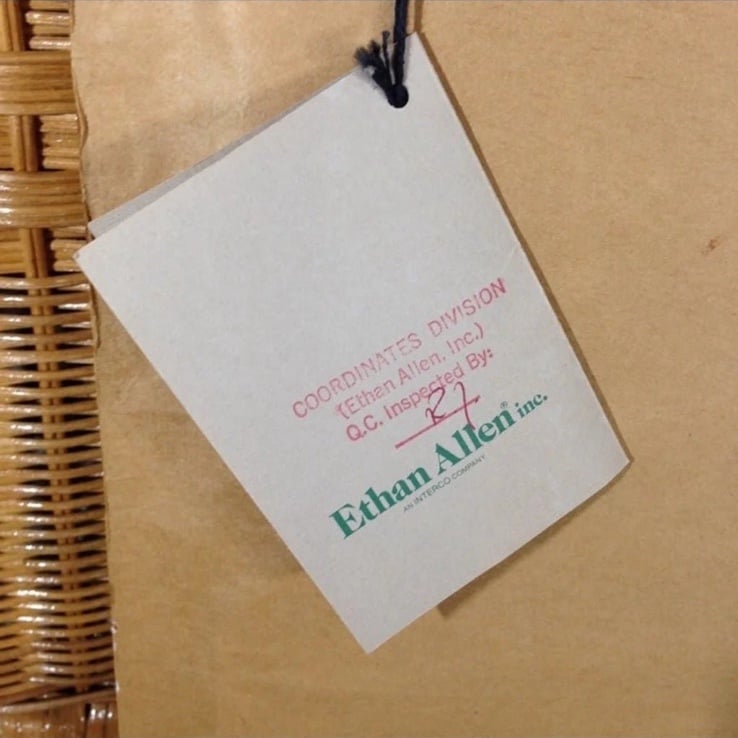 COORDINATES DIVISION
(Ethan Allen, Inc.)
Q.C. Inspected By:
Ethan Allen® inc.
AN INTERCO COMPANY